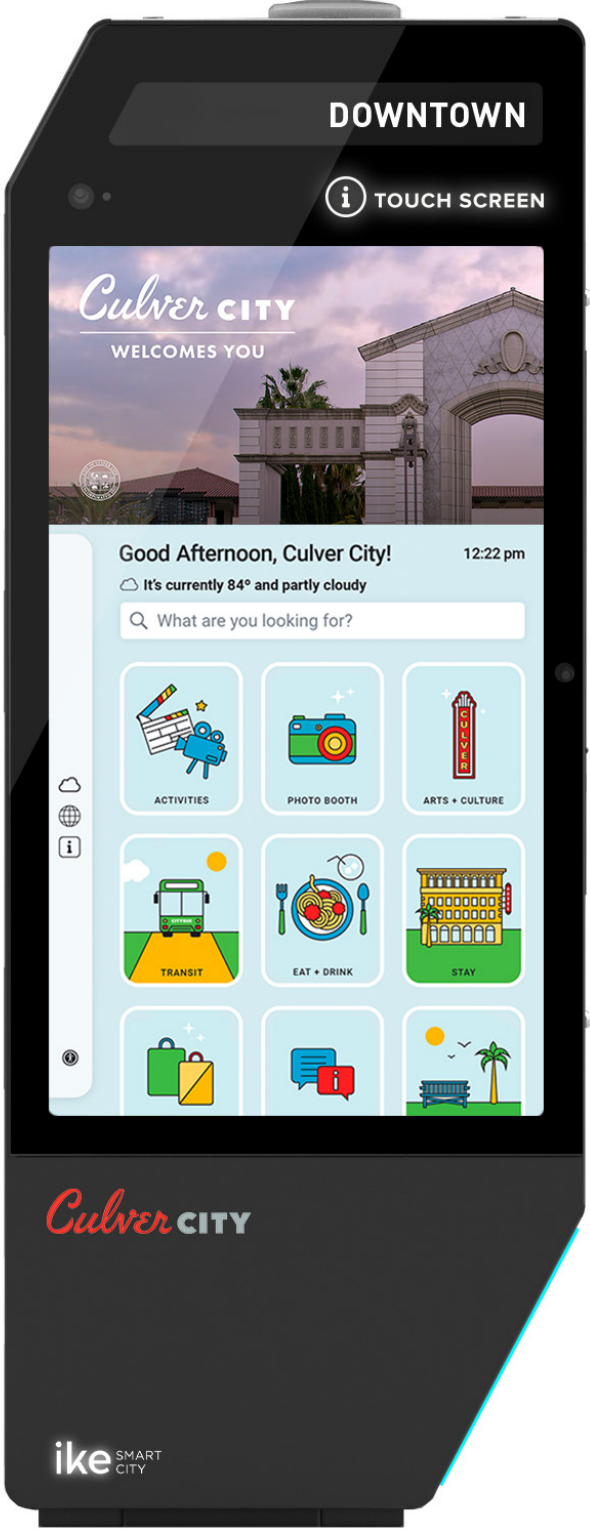 DOWNTOWN
i TOUCH SCREEN
Culver CITY
WELCOMES YOU
Good Afternoon, Culver City! 12:22 pm
It's currently 84° and partly cloudy
What are you looking for?
ACTIVITIES PHOTO BOOTH ARTS + CULTURE
CULVER
TRANSIT EAT + DRINK STAY
CITYBUS
i
i
Culver CITY
ike SMART
CITY